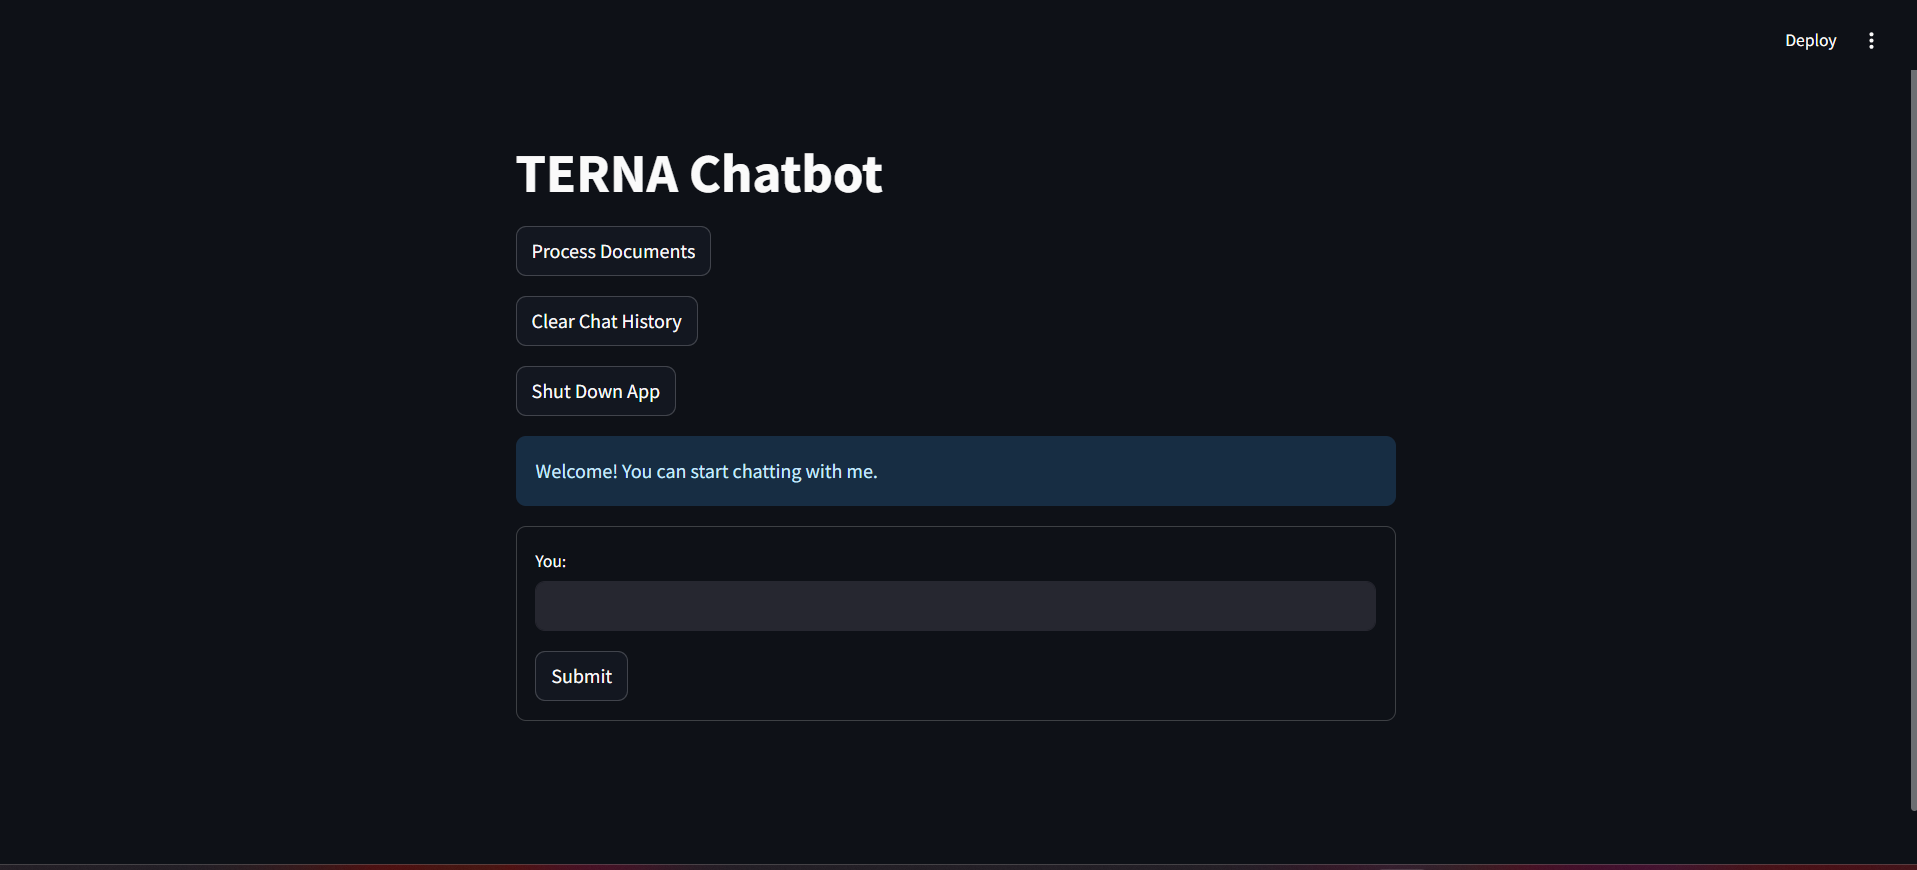 Deploy
TERNA Chatbot
Process Documents
Clear Chat History
Shut Down App
Welcome! You can start chatting with me.
You:
Submit